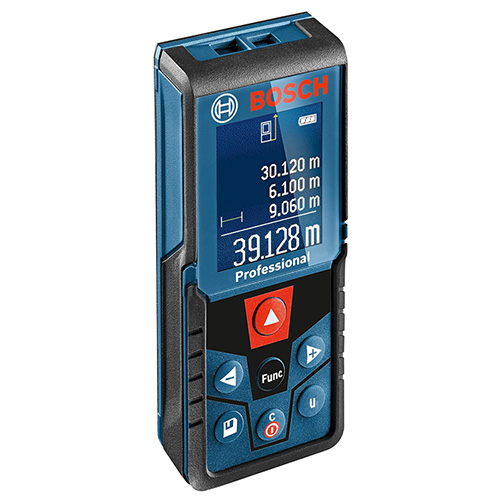 BOSCH
30.120 m
6.100 m
9.060 m
39.128 m
Professional
+
−
Func
u
C